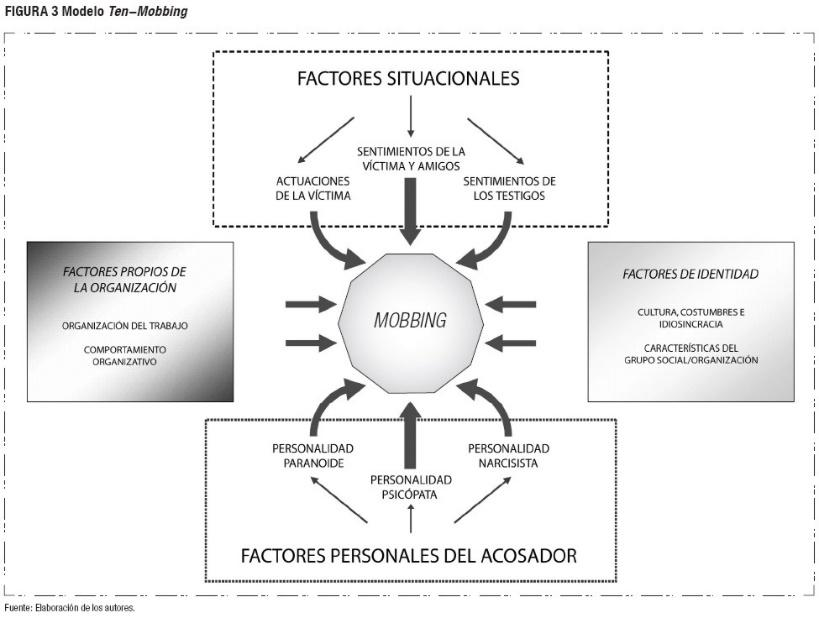 FIGURA 3 Modelo Ten–Mobbing
FACTORES SITUACIONALES
ACTUACIONES
DE LA VÍCTIMA
SENTIMIENTOS DE LA
VÍCTIMA Y AMIGOS
SENTIMIENTOS DE
LOS TESTIGOS
FACTORES PROPIOS DE
LA ORGANIZACIÓN
ORGANIZACIÓN DEL TRABAJO
COMPORTAMIENTO
ORGANIZATIVO
MOBBING
FACTORES DE IDENTIDAD
CULTURA, COSTUMBRES E
IDIOSINCRACIA
CARACTERÍSTICAS DEL
GRUPO SOCIAL/ORGANIZACIÓN
PERSONALIDAD
PARANOIDE
PERSONALIDAD
PSICÓPATA
PERSONALIDAD
NARCISISTA
FACTORES PERSONALES DEL ACOSADOR
Fuente: Elaboración de los autores.